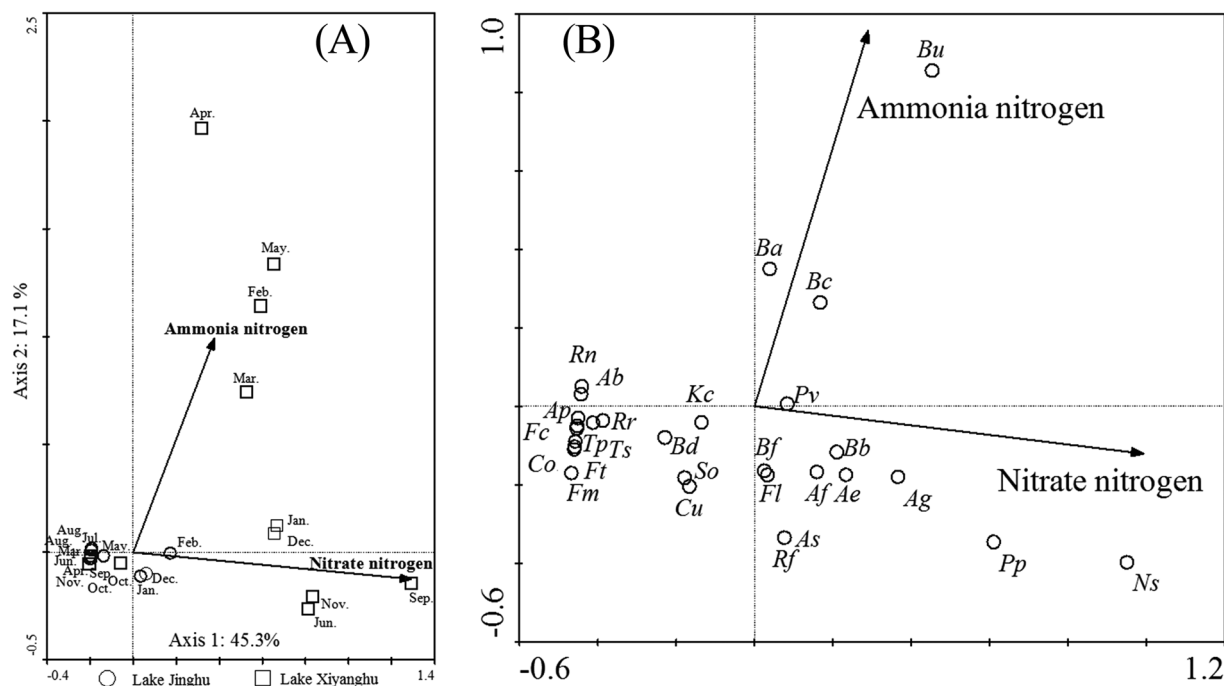 (A)
2.5
Apr.
May.
Feb.
Ammonia nitrogen
Mar.
Axis 2: 17.1 %
Jan.
Dec.
Aug.
Jul.
Aug.
Mar.
May.
Feb.
Jun.
Nitrate nitrogen
Apr.
Sep.
Dec.
Sep.
Nov.
Oct.
Oct.
Jan.
Nov.
Jun.
Axis 1: 45.3%
-0.5
-0.4
1.4
Lake Jinghu
Lake Xiyanghu
(B)
1.0
Bu
Ammonia nitrogen
Ba
Bc
Rn
Ab
Kc
Pv
Ap
Rr
Fc
Tp
Ts
Bd
Bf
Bb
Co
Ft
So
Nitrate nitrogen
Fm
Cu
Fl
Af
Ae
Ag
As
Rf
Pp
Ns
-0.6
-0.6
1.2